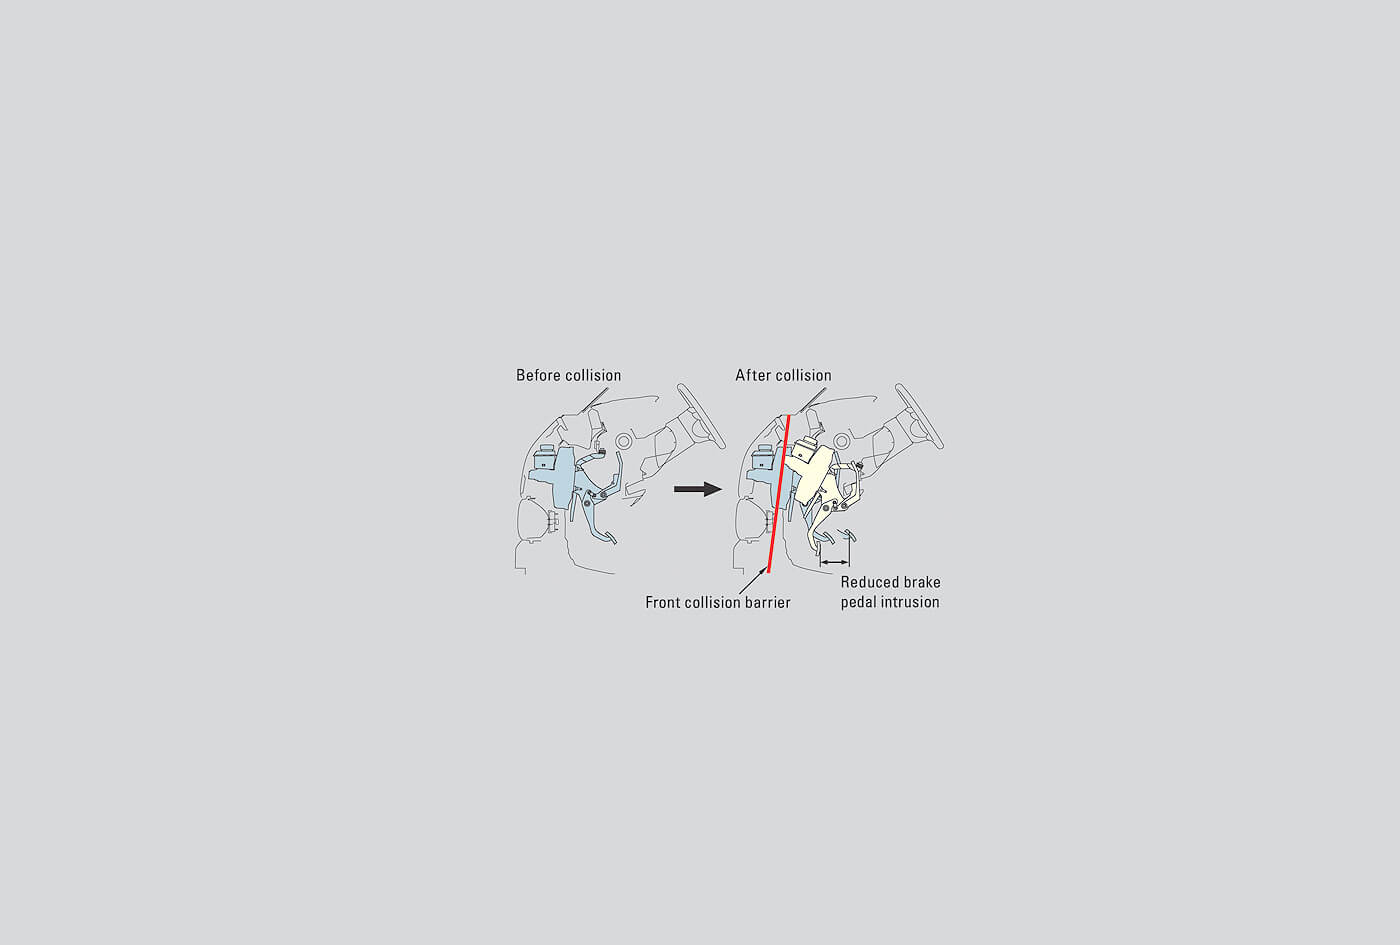 Before collision
After collision
Front collision barrier
Reduced brake
pedal intrusion